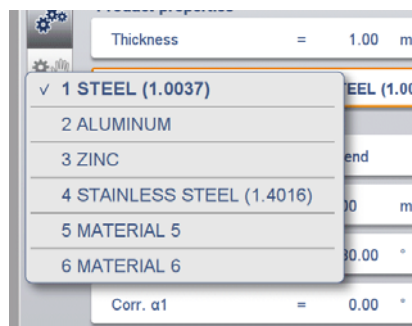 Product properties
Thickness = 1.00 m
✓ 1 STEEL (1.0037)
EEL (1.00
2 ALUMINUM
3 ZINC
end
4 STAINLESS STEEL (1.4016)
00 m
5 MATERIAL 5
6 MATERIAL 6
30.00 °
Corr. α1 = 0.00 °